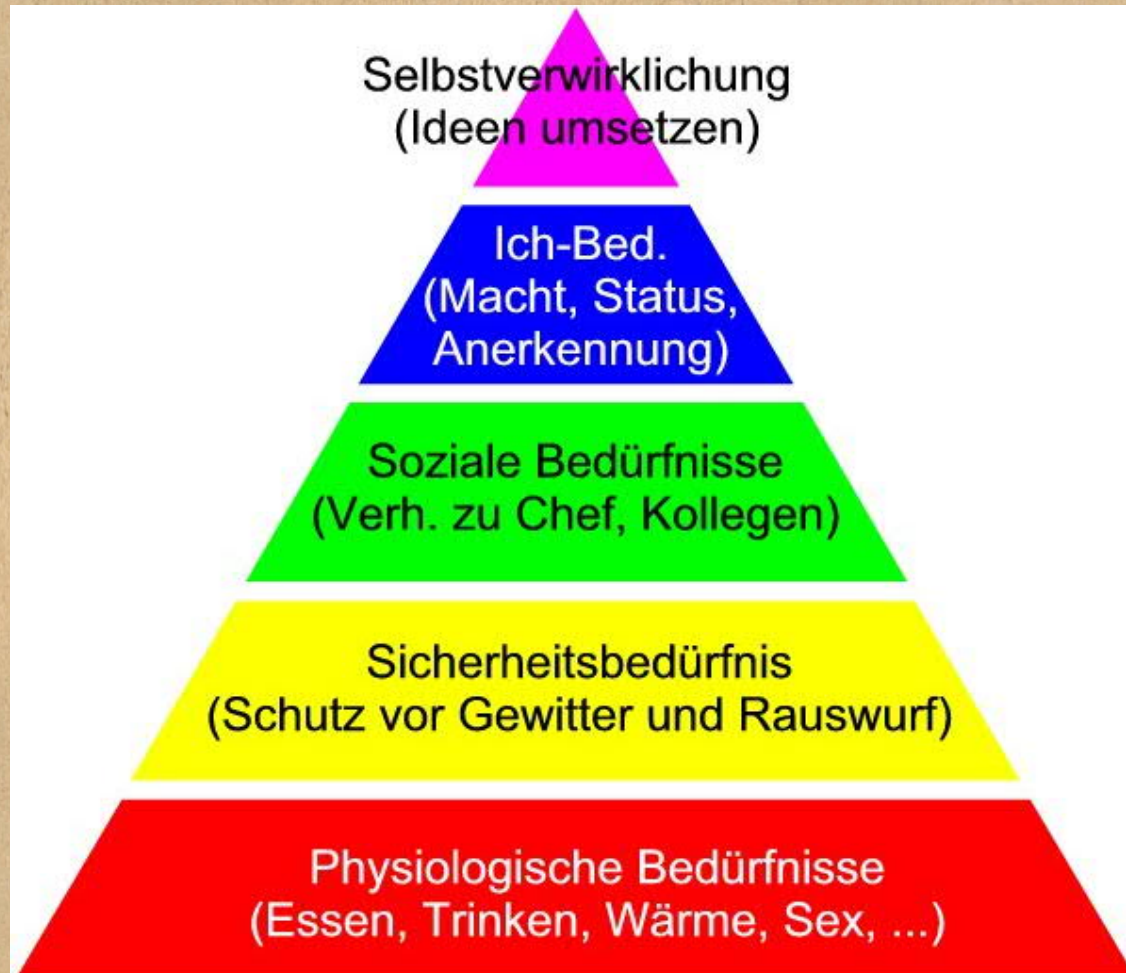 Selbstverwirklichung
(Ideen umsetzen)
Ich-Bed.
(Macht, Status,
Anerkennung)
Soziale Bedürfnisse
(Verh. zu Chef, Kollegen)
Sicherheitsbedürfnis
(Schutz vor Gewitter und Rauswurf)
Physiologische Bedürfnisse
(Essen, Trinken, Wärme, Sex, ...)